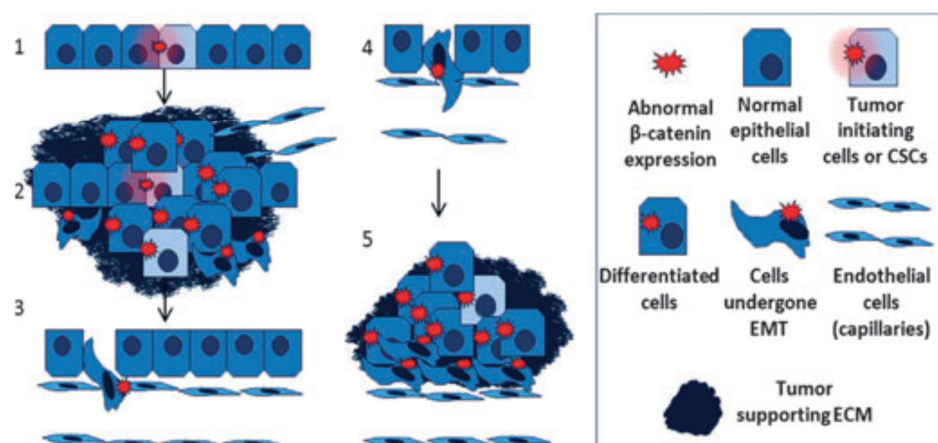 1
2
3
4
5
Abnormal
β-catenin
expression
Normal
epithelial
cells
Tumor
initiating
cells or CSCs
Differentiated
cells
Cells
undergone
EMT
Endothelial
cells
(capillaries)
Tumor
supporting ECM